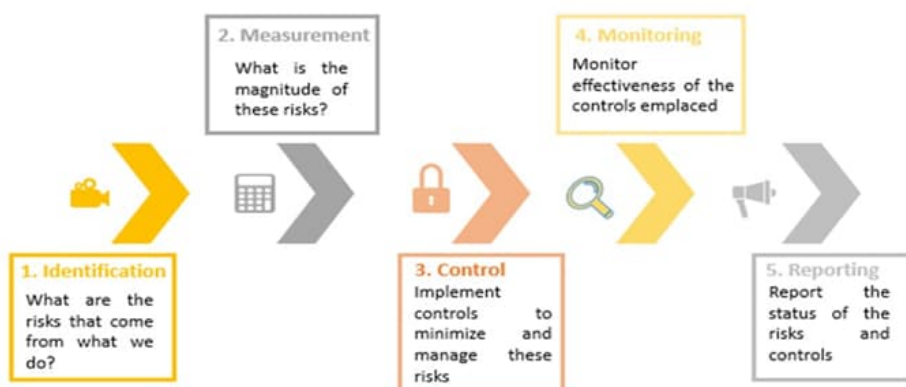 1. Identification
What are the
risks that come
from what we
do?
2. Measurement
What is the
magnitude of
these risks?
3. Control
Implement
controls to
minimize and
manage these
risks
4. Monitoring
Monitor
effectiveness of the
controls emplaced
5. Reporting
Report the
status of the
risks and
controls